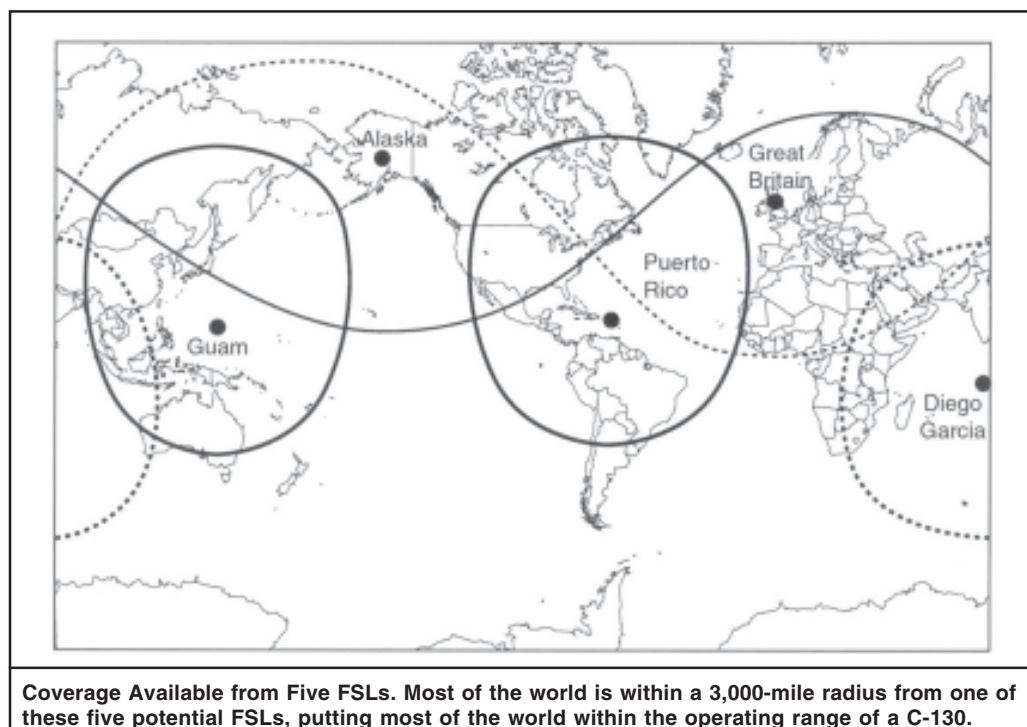 Alaska
Great
Britain
Puerto
Rico
Guam
Diego
Garcia
Coverage Available from Five FSLs. Most of the world is within a 3,000-mile radius from one of
these five potential FSLs, putting most of the world within the operating range of a C-130.